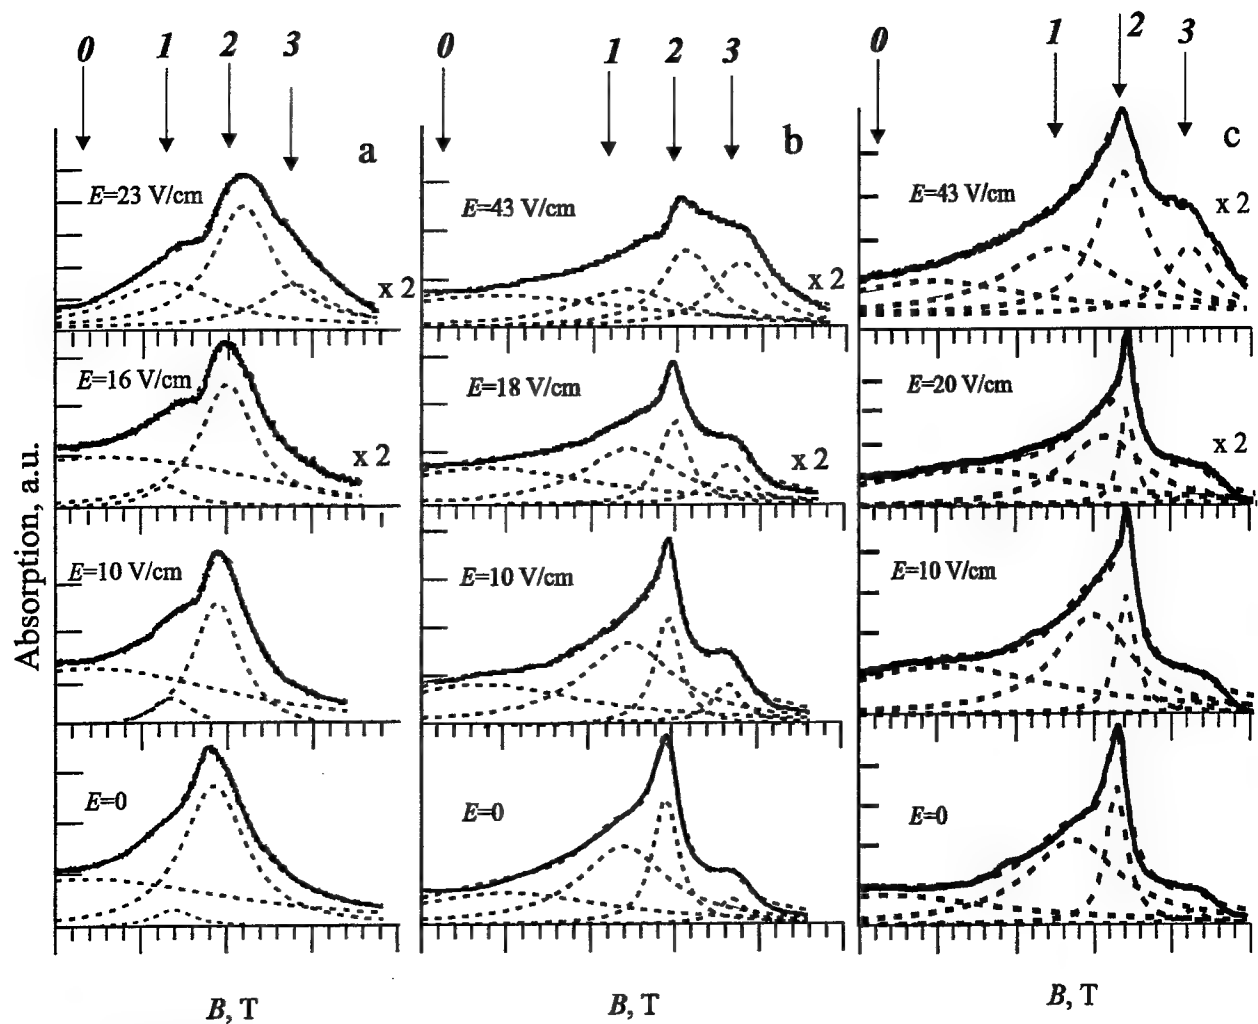 0 1 2 3
0 1 2 3
0 1 2 3
a
b
c
E=23 V/cm
x 2
E=43 V/cm
x 2
E=43 V/cm
x 2
E=16 V/cm
x 2
E=18 V/cm
x 2
E=20 V/cm
x 2
E=10 V/cm
E=10 V/cm
E=10 V/cm
E=0
E=0
E=0
Absorption, a.u.
B, T
B, T
B, T